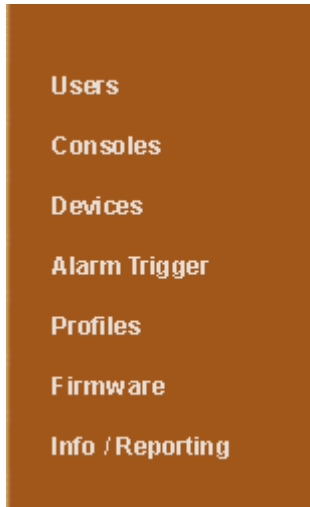 Users
Consoles
Devices
Alarm Trigger
Profiles
Firmware
Info / Reporting